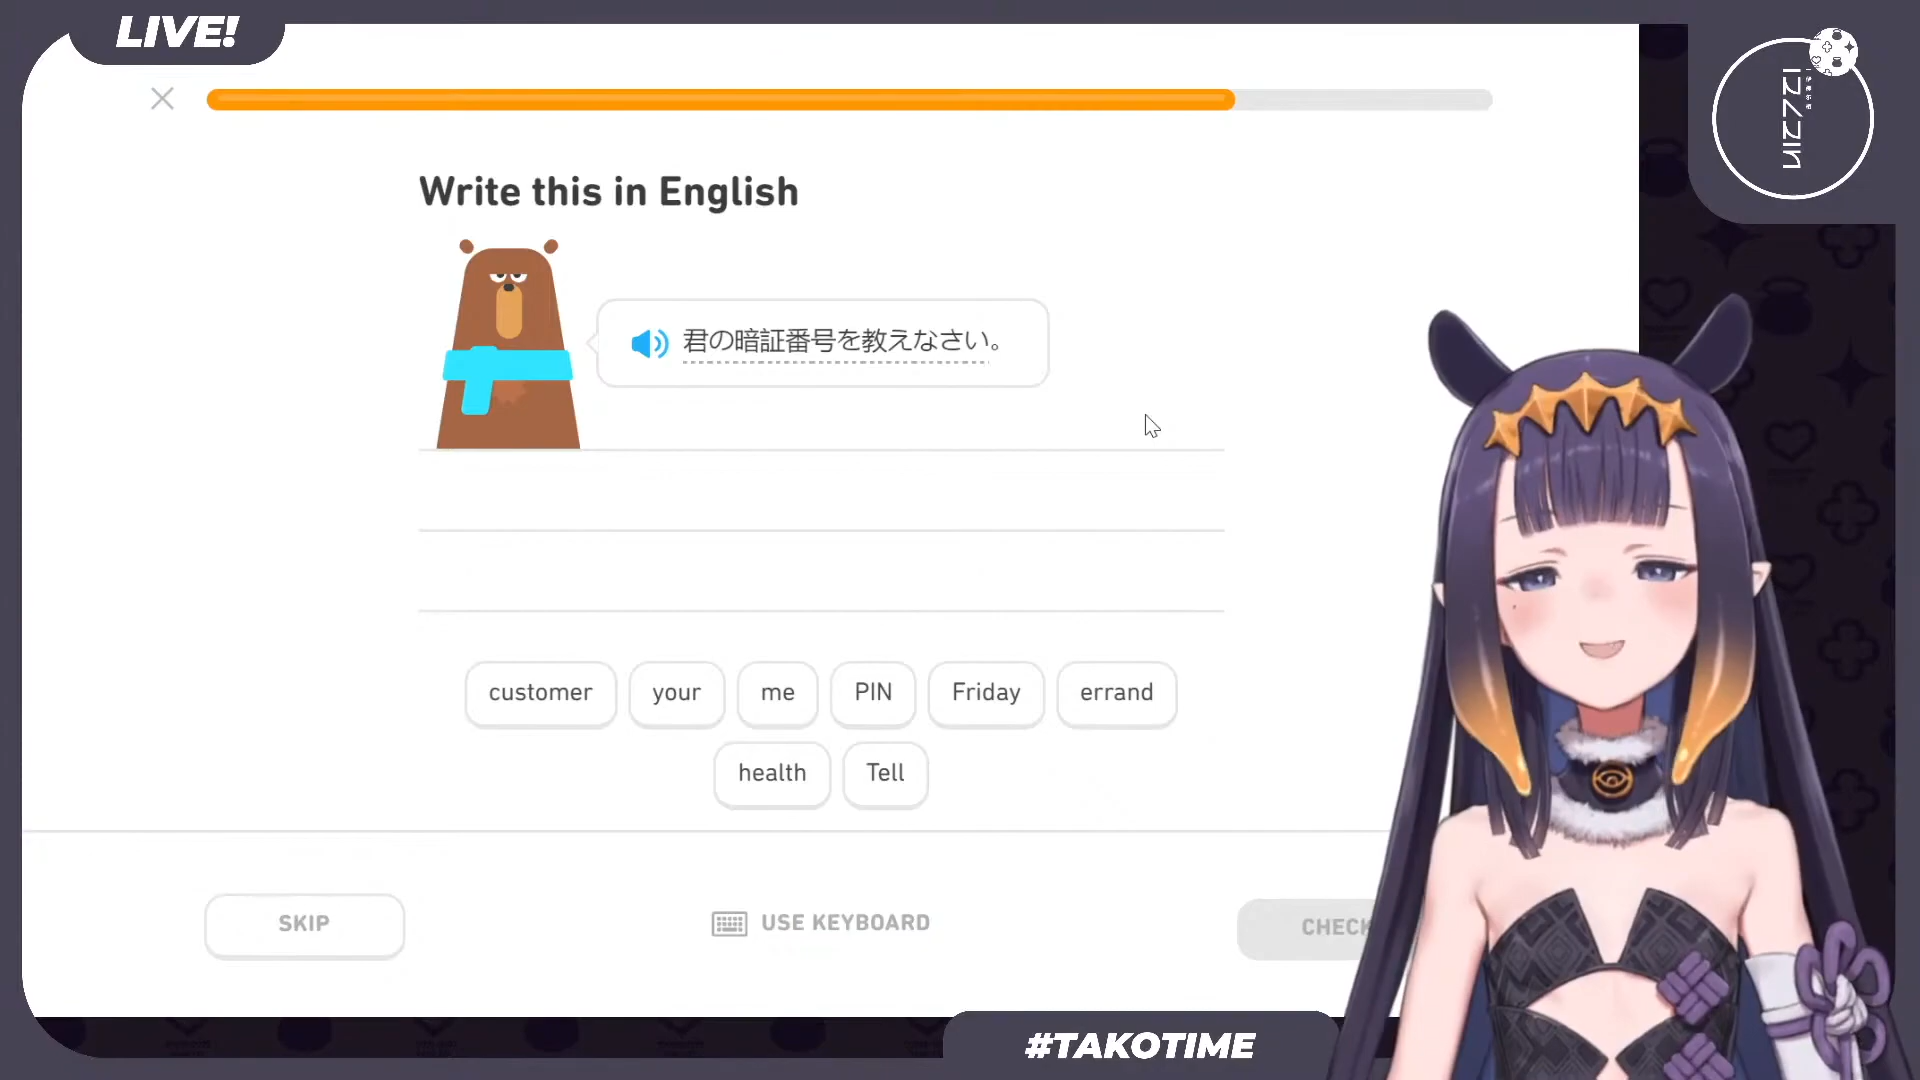 LIVE!
Write this in English
君の暗証番号を教えなさい。
customer your me PIN Friday errand
health Tell
SKIP
USE KEYBOARD
CHECK
#TAKOTIME